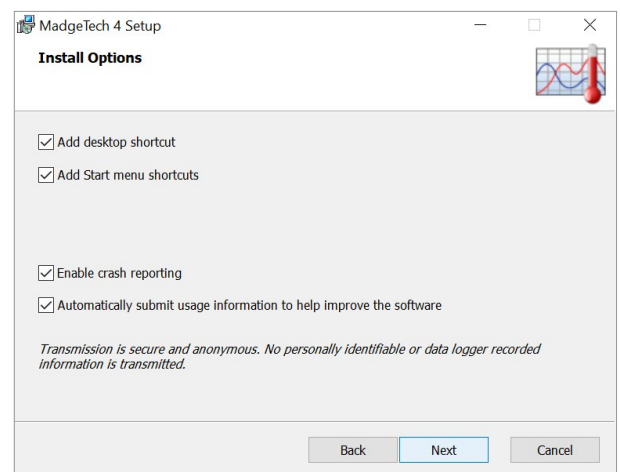 MadgeTech 4 Setup
Install Options
Add desktop shortcut
Add Start menu shortcuts
Enable crash reporting
Automatically submit usage information to help improve the software
Transmission is secure and anonymous. No personally identifiable or data logger recorded
information is transmitted.
Back Next Cancel